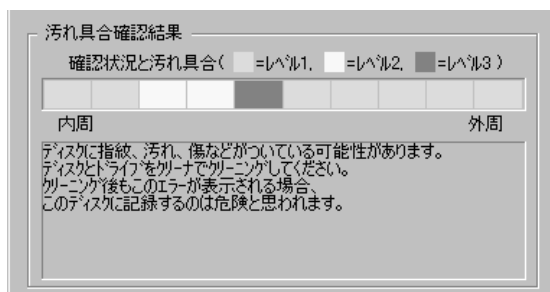 汚れ具合確認結果
確認状況と汚れ具合( =ﾚﾍﾞﾙ1, =ﾚﾍﾞﾙ2, =ﾚﾍﾞﾙ3 )
内周 外周
ﾃﾞｨｽｸに指紋、汚れ、傷などがついている可能性があります。
ﾃﾞｨｽｸとﾄﾞﾗｲﾌﾞをｸﾘｰﾅでｸﾘｰﾆﾝｸﾞしてください。
ｸﾘｰﾆﾝｸﾞ後もこのｴﾗｰが表示される場合、
このﾃﾞｨｽｸに記録するのは危険と思われます。